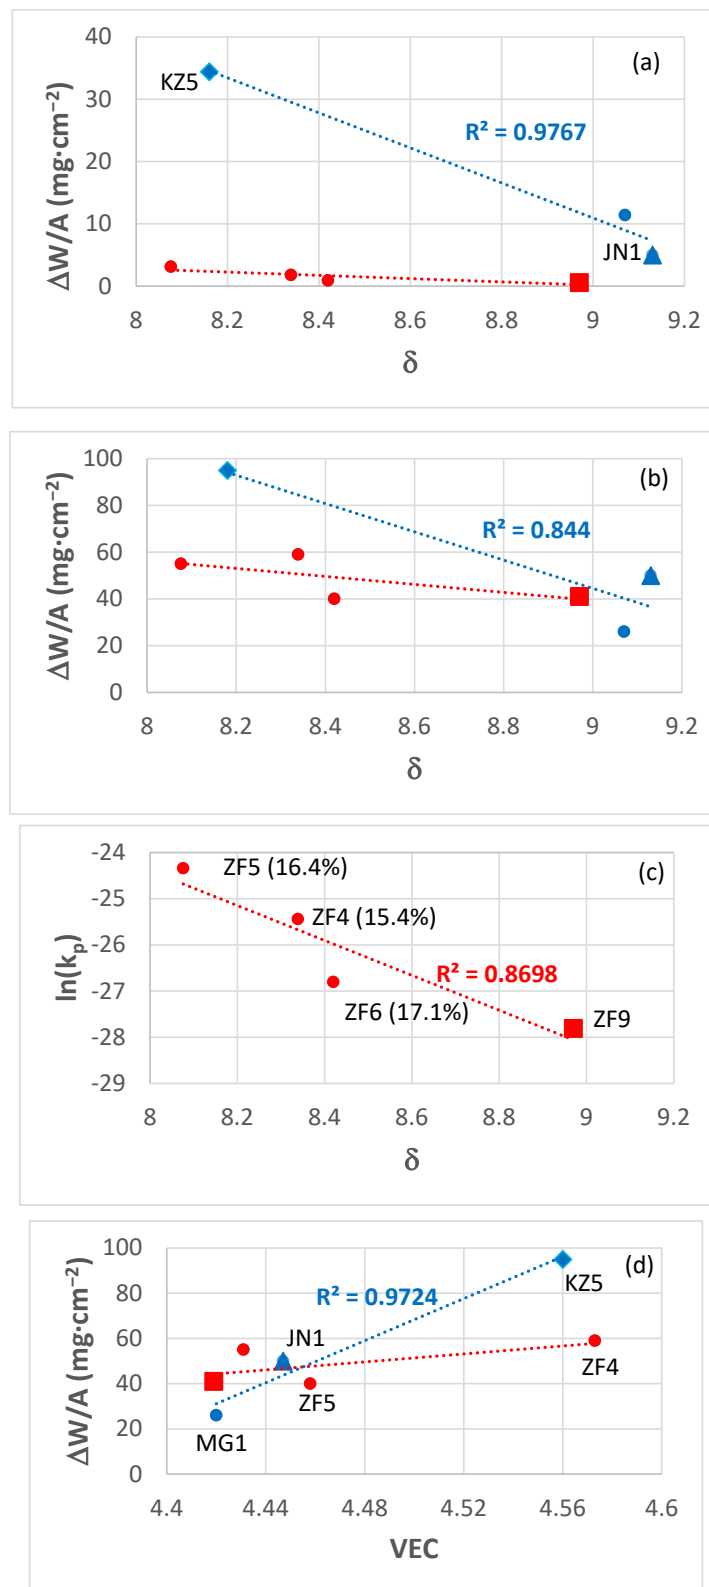 (a)
40
30
20
10
0
ΔW/A (mg·cm⁻²)
KZ5
R² = 0.9767
JN1
8 8.2 8.4 8.6 8.8 9 9.2
δ
(b)
100
80
60
40
20
0
ΔW/A (mg·cm⁻²)
R² = 0.844
8 8.2 8.4 8.6 8.8 9 9.2
δ
(c)
-24
-25
-26
-27
-28
-29
ln(kₚ)
ZF5 (16.4%)
ZF4 (15.4%)
R² = 0.8698
ZF6 (17.1%)
ZF9
8 8.2 8.4 8.6 8.8 9 9.2
δ
(d)
100
80
60
40
20
0
ΔW/A (mg·cm⁻²)
KZ5
R² = 0.9724
JN1
ZF4
ZF5
MG1
4.4 4.44 4.48 4.52 4.56 4.6
VEC